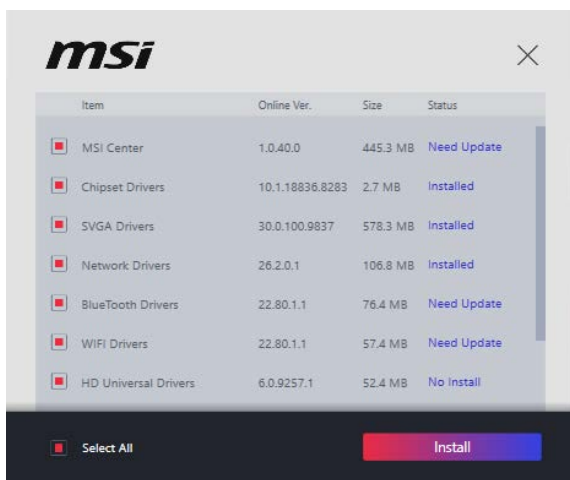 msi
Item Online Ver. Size Status
MSI Center 1.0.40.0 445.3 MB Need Update
Chipset Drivers 10.1.18836.8283 2.7 MB Installed
SVGA Drivers 30.0.100.9837 578.3 MB Installed
Network Drivers 26.2.0.1 106.8 MB Installed
BlueTooth Drivers 22.80.1.1 76.4 MB Need Update
WIFI Drivers 22.80.1.1 57.4 MB Need Update
HD Universal Drivers 6.0.9257.1 52.4 MB No Install
Select All Install